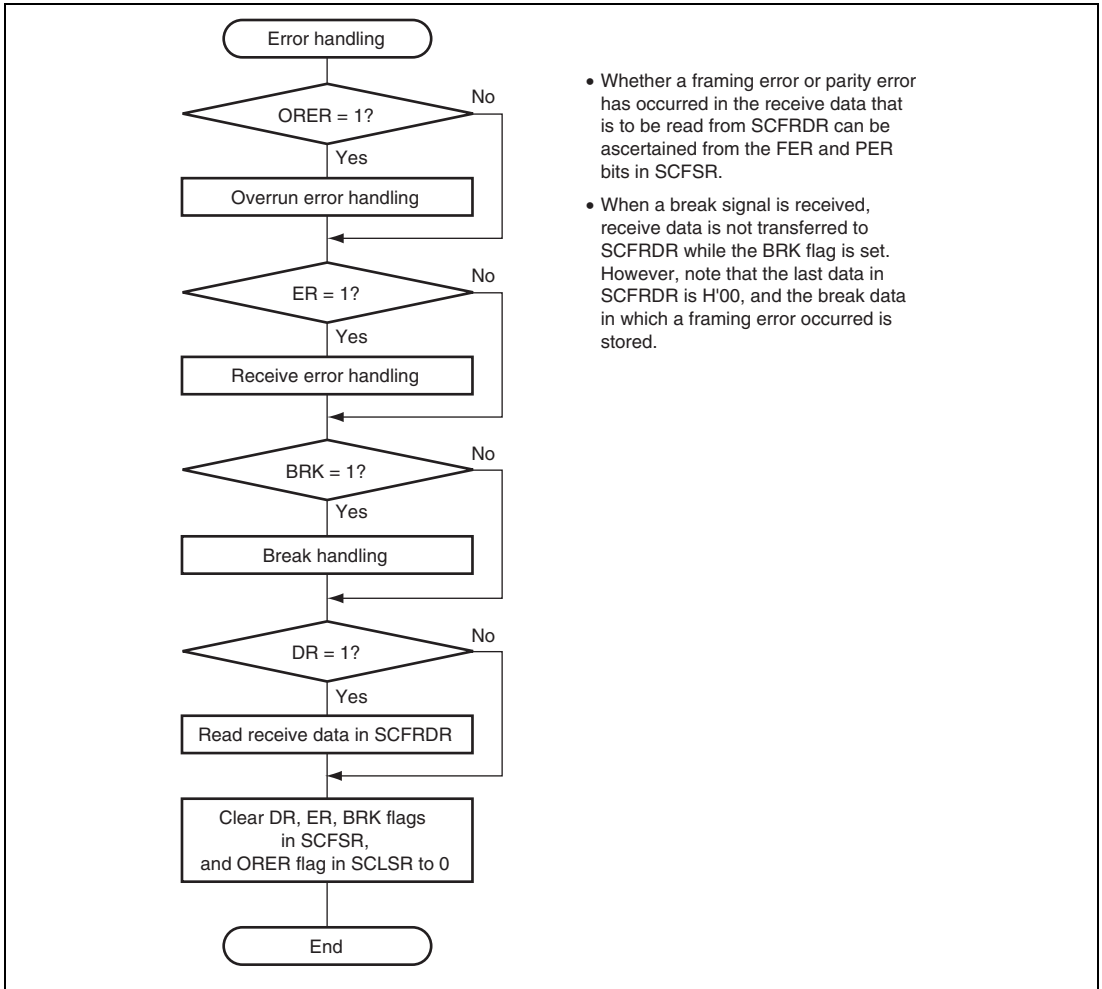 Error handling
ORER = 1?
No
Yes
Overrun error handling
ER = 1?
No
Yes
Receive error handling
BRK = 1?
No
Yes
Break handling
DR = 1?
No
Yes
Read receive data in SCFRDR
Clear DR, ER, BRK flags
in SCFSR,
and ORER flag in SCLSR to 0
End
• Whether a framing error or parity error
has occurred in the receive data that
is to be read from SCFRDR can be
ascertained from the FER and PER
bits in SCFSR.
• When a break signal is received,
receive data is not transferred to
SCFRDR while the BRK flag is set.
However, note that the last data in
SCFRDR is H'00, and the break data
in which a framing error occurred is
stored.